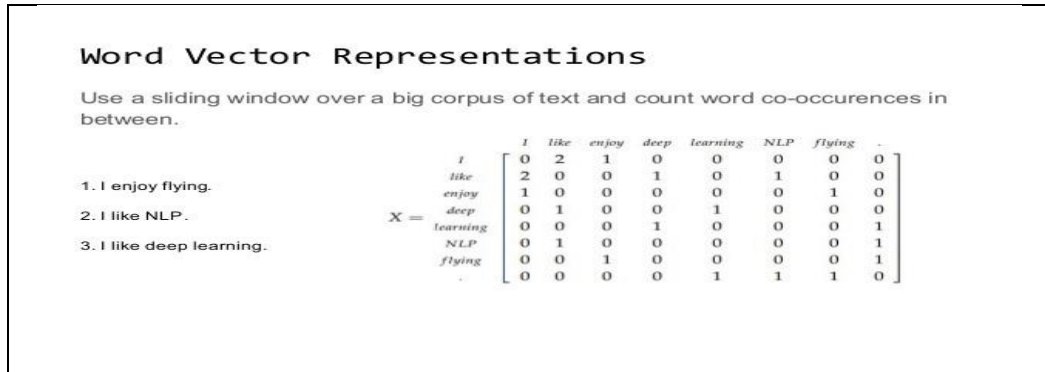 Word Vector Representations
Use a sliding window over a big corpus of text and count word co-occurences in
between.
1. I enjoy flying.
2. I like NLP.
3. I like deep learning.
I like enjoy deep learning NLP flying .
X =
I 0 2 1 0 0 0 0 0
like 2 0 0 1 0 1 0 0
enjoy 1 0 0 0 0 0 1 0
deep 0 1 0 0 1 0 0 0
learning 0 0 0 1 0 0 0 1
NLP 0 1 0 0 0 0 0 1
flying 0 0 1 0 0 0 0 1
. 0 0 0 0 1 1 1 0